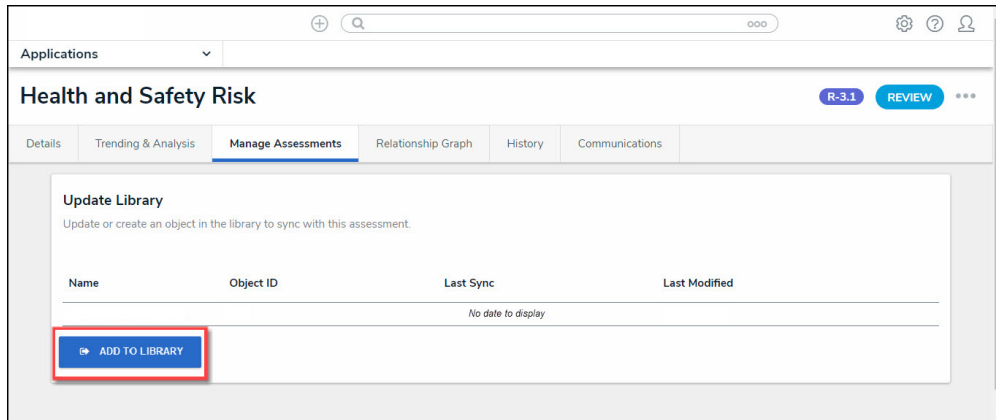 Applications
Health and Safety Risk
R-3.1 REVIEW
Details Trending & Analysis Manage Assessments Relationship Graph History Communications
Update Library
Update or create an object in the library to sync with this assessment.
Name Object ID Last Sync Last Modified
No date to display
ADD TO LIBRARY